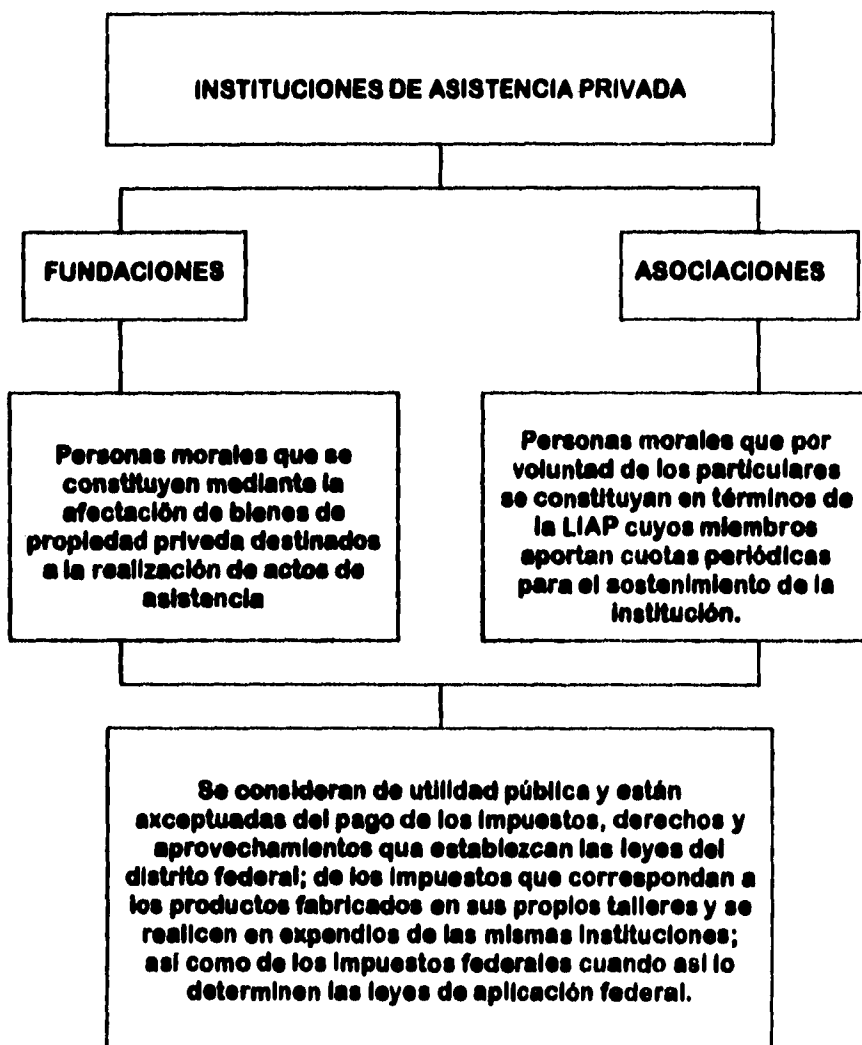 INSTITUCIONES DE ASISTENCIA PRIVADA
FUNDACIONES
ASOCIACIONES
Personas morales que se
constituyen mediante la
afectación de bienes de
propiedad priveda destinados
a la realización de actos de
asistencia
Personas morales que por
voluntad de los particulares
se constituyan en términos de
la LIAP cuyos miembros
aportan cuotas periódicas
para el sostenimiento de la
institución.
Se consideran de utilidad pública y están
axceptuadas del pago de los impuestos, derechos y
aprovechamientos qua establezcan las leyes del
distrito federal; de los impuestos que correspondan a
los productos fabricados en sus propios talleres y se
realicen en expendios de las mismas instituciones;
así como de los impuestos federales cuando asi lo
determinen las leyes de aplicación federal.